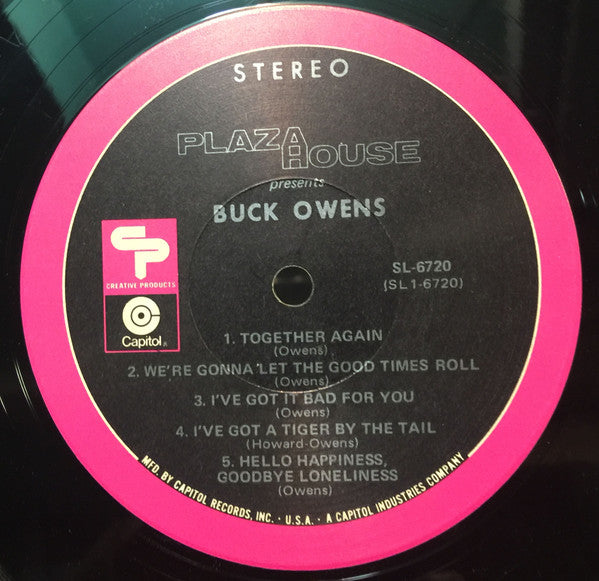 STEREO
PLAZA HOUSE
presents
BUCK OWENS
CP
CREATIVE PRODUCTS
Capitol®
SL-6720
(SL1-6720)
1. TOGETHER AGAIN
(Owens)
2. WE'RE GONNA LET THE GOOD TIMES ROLL
(Owens)
3. I'VE GOT IT BAD FOR YOU
(Owens)
4. I'VE GOT A TIGER BY THE TAIL
(Howard-Owens)
5. HELLO HAPPINESS,
GOODBYE LONELINESS
(Owens)
MFD. BY CAPITOL RECORDS, INC. · U.S.A. · A CAPITOL INDUSTRIES COMPANY